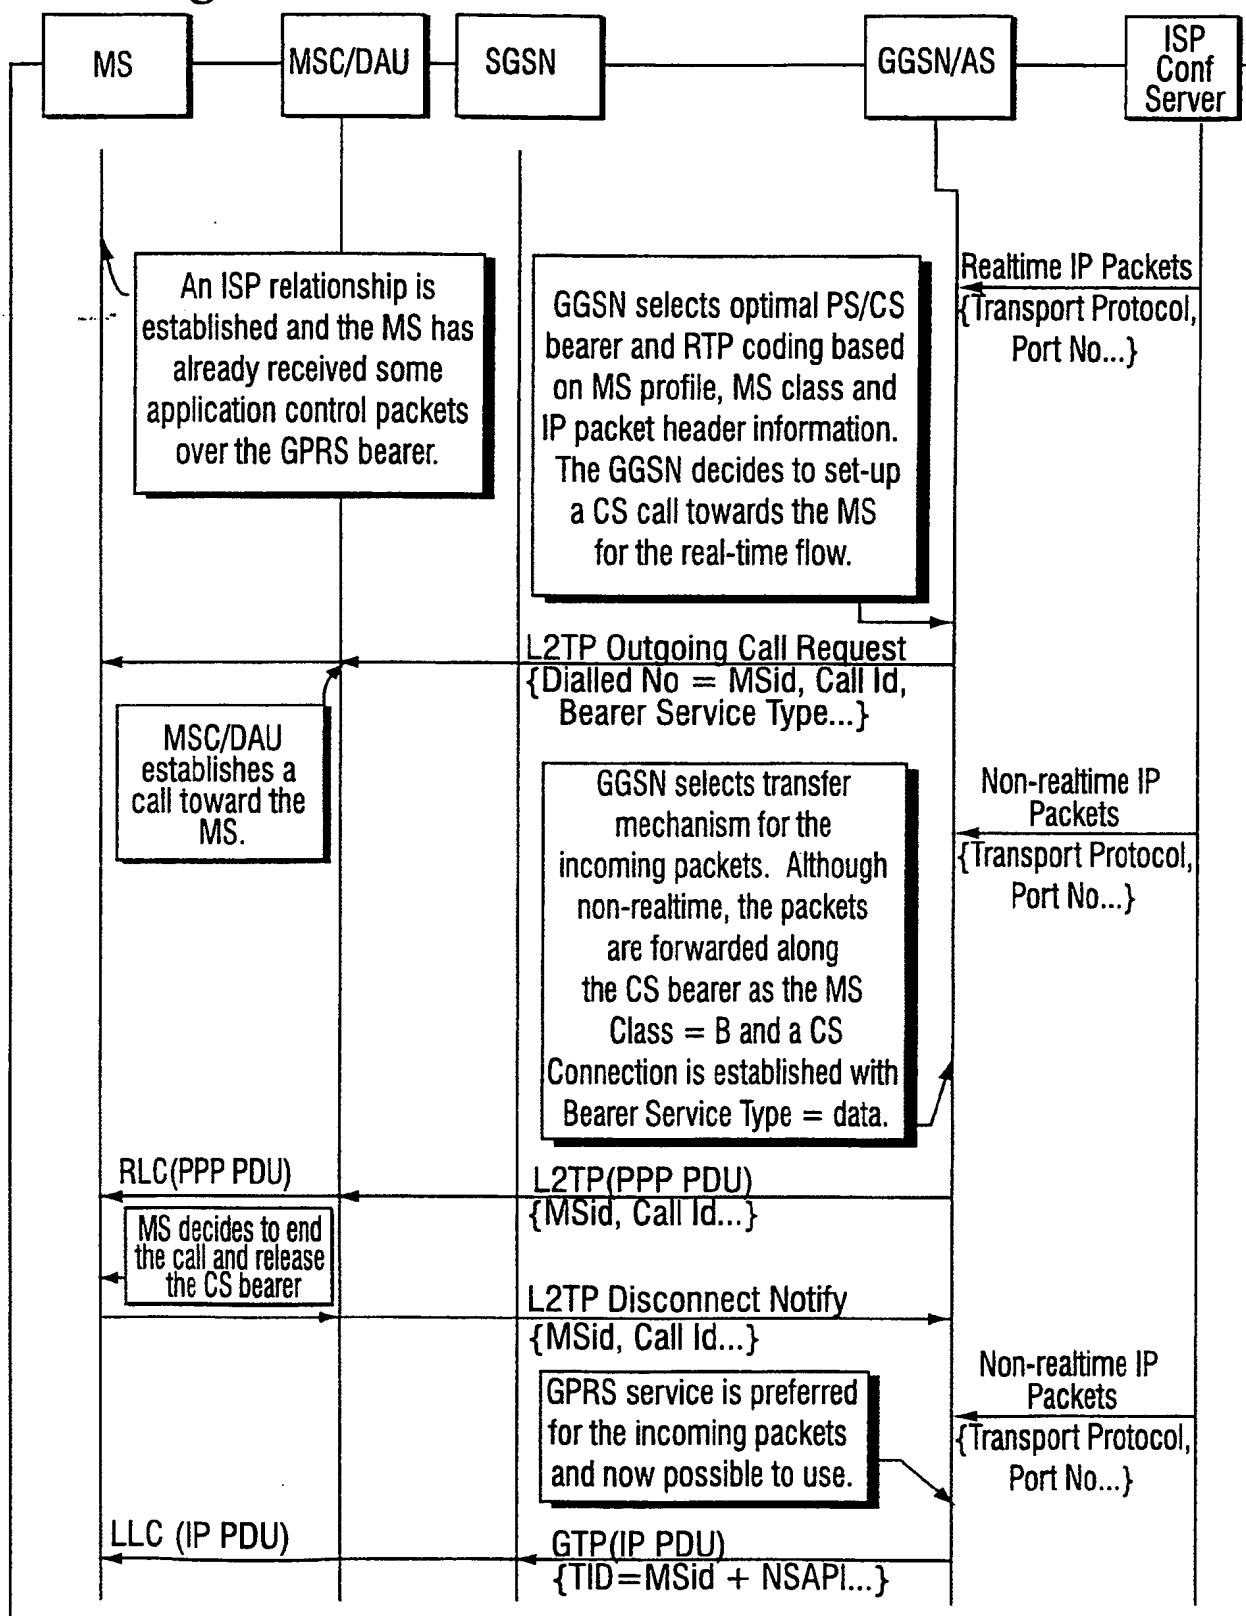 MS
MSC/DAU
SGSN
GGSN/AS
ISP
Conf
Server
An ISP relationship is
established and the MS has
already received some
application control packets
over the GPRS bearer.
GGSN selects optimal PS/CS
bearer and RTP coding based
on MS profile, MS class and
IP packet header information.
The GGSN decides to set-up
a CS call towards the MS
for the real-time flow.
Realtime IP Packets
{Transport Protocol,
Port No...}
L2TP Outgoing Call Request
{Dialled No = MSid, Call Id,
Bearer Service Type...}
MSC/DAU
establishes a
call toward the
MS.
GGSN selects transfer
mechanism for the
incoming packets. Although
non-realtime, the packets
are forwarded along
the CS bearer as the MS
Class = B and a CS
Connection is established with
Bearer Service Type = data.
Non-realtime IP
Packets
{Transport Protocol,
Port No...}
RLC(PPP PDU)
L2TP(PPP PDU)
{MSid, Call Id...}
MS decides to end
the call and release
the CS bearer
L2TP Disconnect Notify
{MSid, Call Id...}
GPRS service is preferred
for the incoming packets
and now possible to use.
Non-realtime IP
Packets
{Transport Protocol,
Port No...}
LLC (IP PDU)
GTP(IP PDU)
{TID=MSid + NSAPI...}